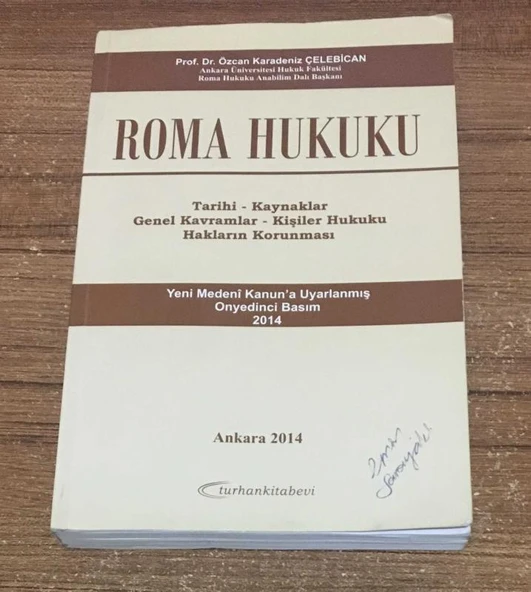 Prof. Dr. Özcan Karadeniz ÇELEBİCAN
Ankara Üniversitesi Hukuk Fakültesi
Roma Hukuku Anabilim Dalı Başkanı
ROMA HUKUKU
Tarihi - Kaynaklar
Genel Kavramlar - Kişiler Hukuku
Hakların Korunması
Yeni Medenî Kanun'a Uyarlanmış
Onyedinci Basım
2014
Ankara 2014
turhankitabevi